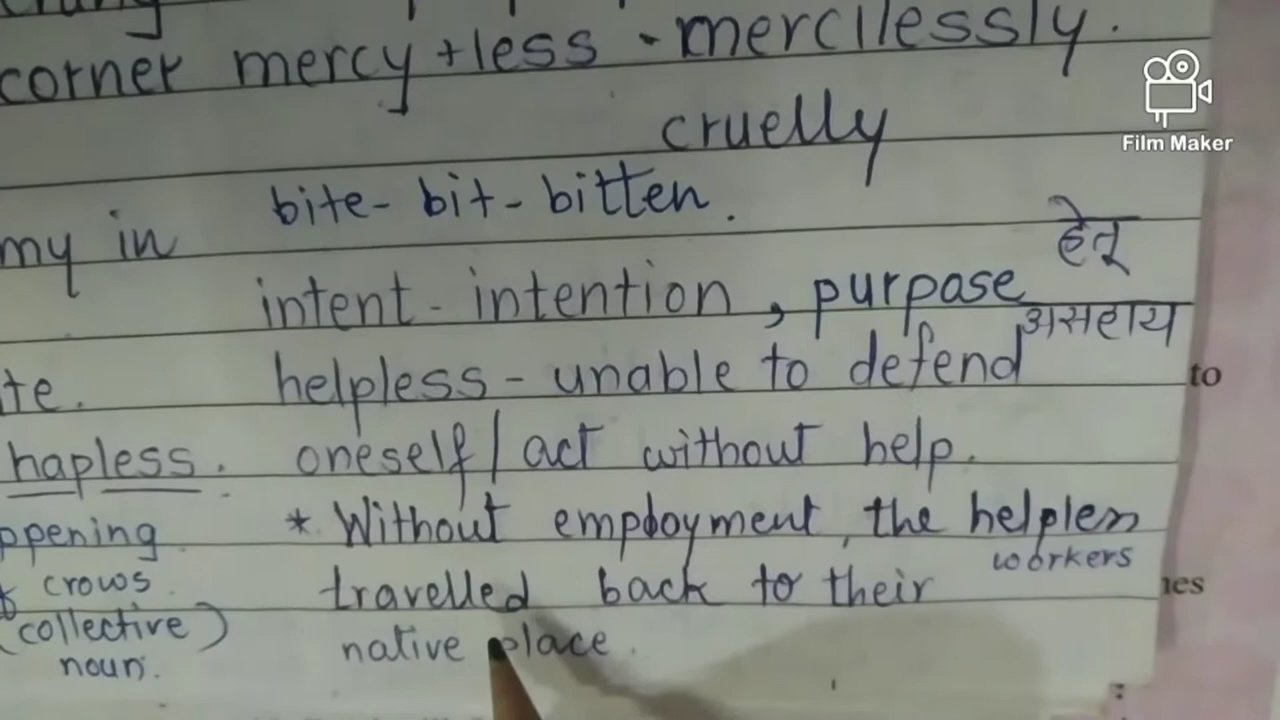 corner mercy + less - mercilessly.
Film Maker
cruelly
bite - bit - bitten.
my in
हेतू
intent - intention, purpose
असहाय
te. helpless - unable to defend
to
hapless. oneself / act without help.
ppening * Without employment, the helpless
workers
crows travelled back to their
ies
(collective) native place.
noun.